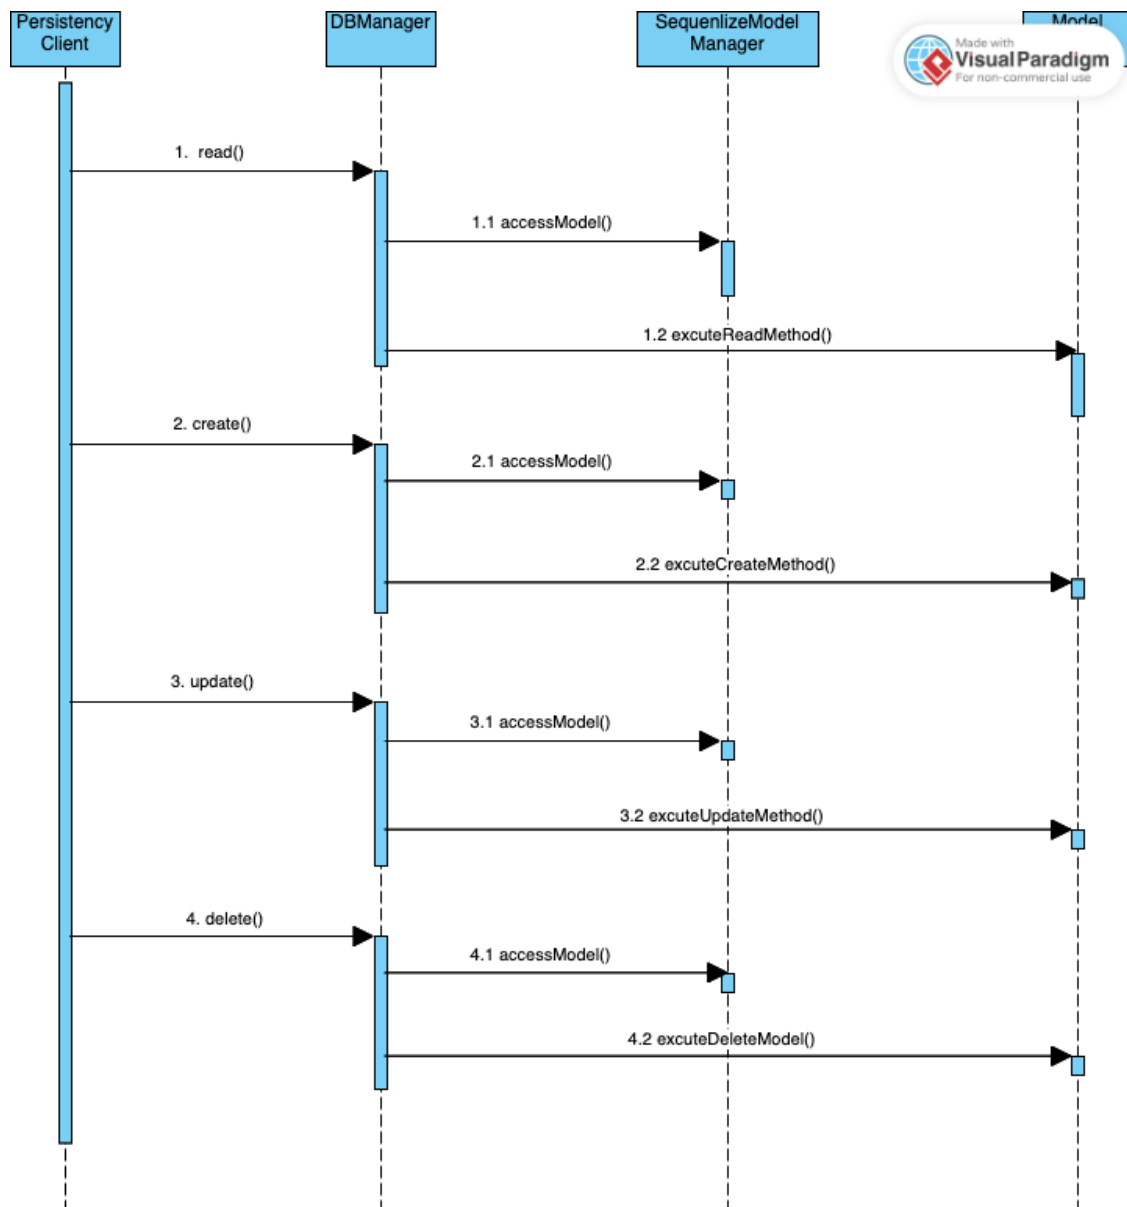 Persistency
Client
DBManager
SequenlizeModel
Manager
Model
Made with
Visual Paradigm
For non-commercial use
1.  read()
1.1 accessModel()
1.2 excuteReadMethod()
2. create()
2.1 accessModel()
2.2 excuteCreateMethod()
3. update()
3.1 accessModel()
3.2 excuteUpdateMethod()
4. delete()
4.1 accessModel()
4.2 excuteDeleteModel()